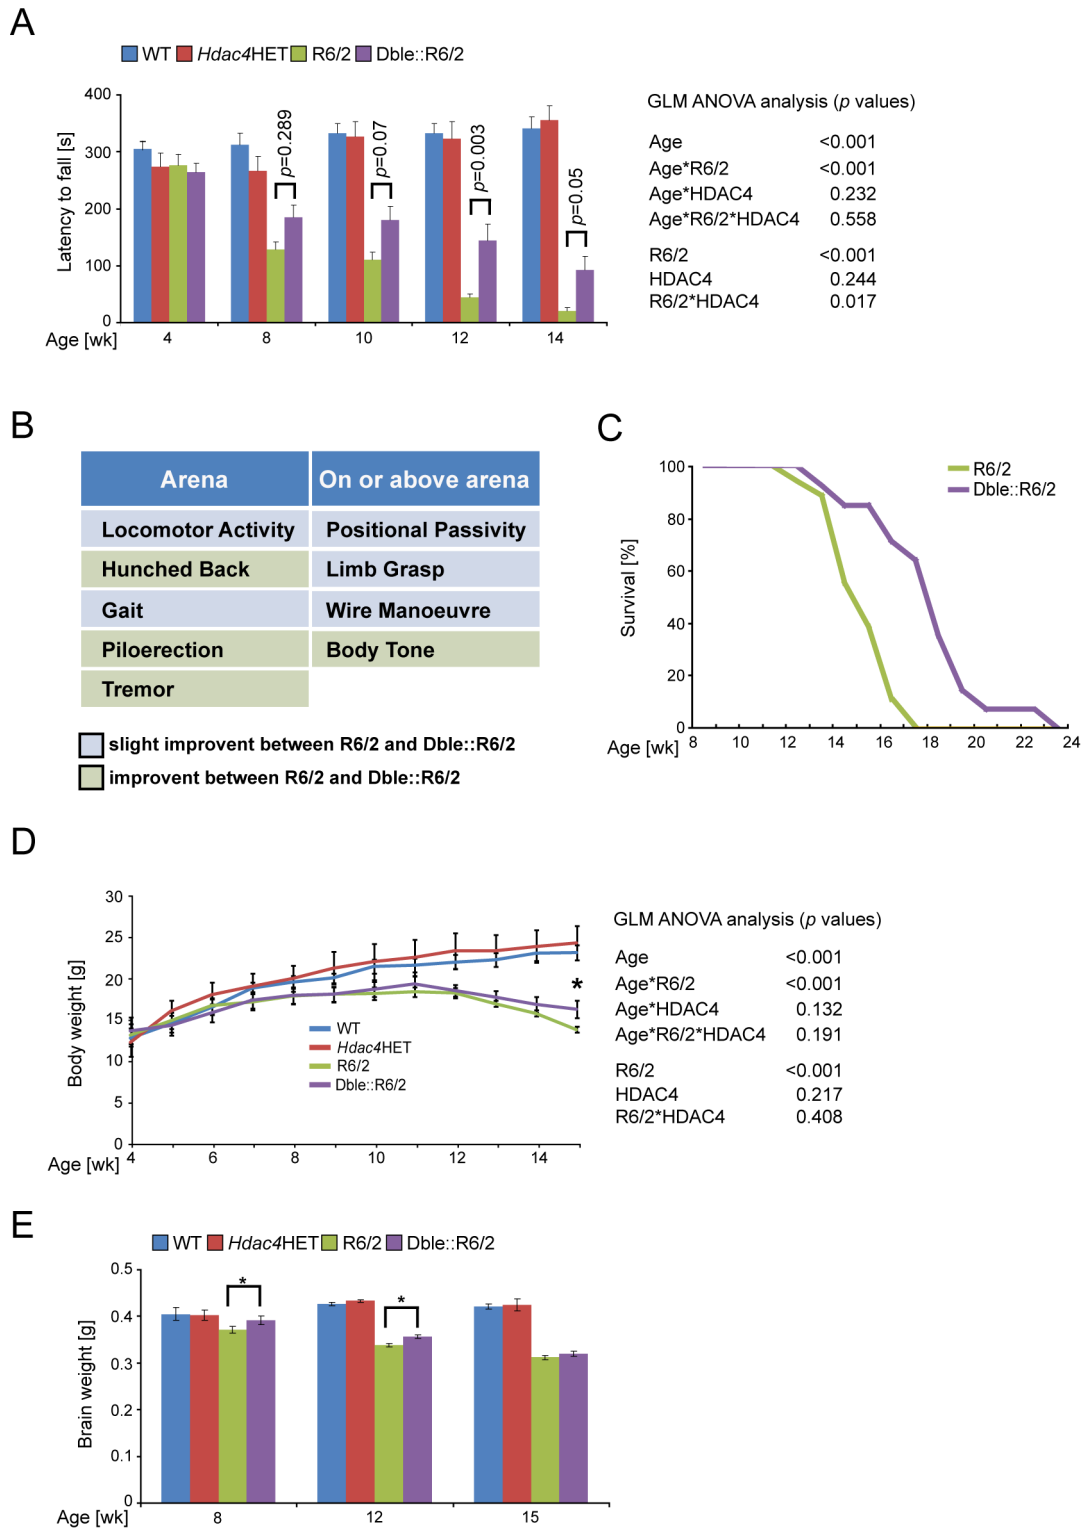 A
WT Hdac4HET R6/2 Dble::R6/2
400
300
200
100
0
Latency to fall [s]
p=0.289
p=0.07
p=0.003
p=0.05
Age [wk] 4 8 10 12 14
GLM ANOVA analysis (p values)
Age <0.001
Age*R6/2 <0.001
Age*HDAC4 0.232
Age*R6/2*HDAC4 0.558
R6/2 <0.001
HDAC4 0.244
R6/2*HDAC4 0.017
B
Arena On or above arena
Locomotor Activity Positional Passivity
Hunched Back Limb Grasp
Gait Wire Manoeuvre
Piloerection Body Tone
Tremor
slight improvent between R6/2 and Dble::R6/2
improvent between R6/2 and Dble::R6/2
C
R6/2
Dble::R6/2
100
80
60
40
20
0
Survival [%]
Age [wk] 8 10 12 14 16 18 20 22 24
D
30
25
20
15
10
5
0
Body weight [g]
*
WT
Hdac4HET
R6/2
Dble::R6/2
Age [wk] 4 6 8 10 12 14
GLM ANOVA analysis (p values)
Age <0.001
Age*R6/2 <0.001
Age*HDAC4 0.132
Age*R6/2*HDAC4 0.191
R6/2 <0.001
HDAC4 0.217
R6/2*HDAC4 0.408
E
WT Hdac4HET R6/2 Dble::R6/2
0.5
0.4
0.3
0.2
0.1
0
Brain weight [g]
*
*
Age [wk] 8 12 15